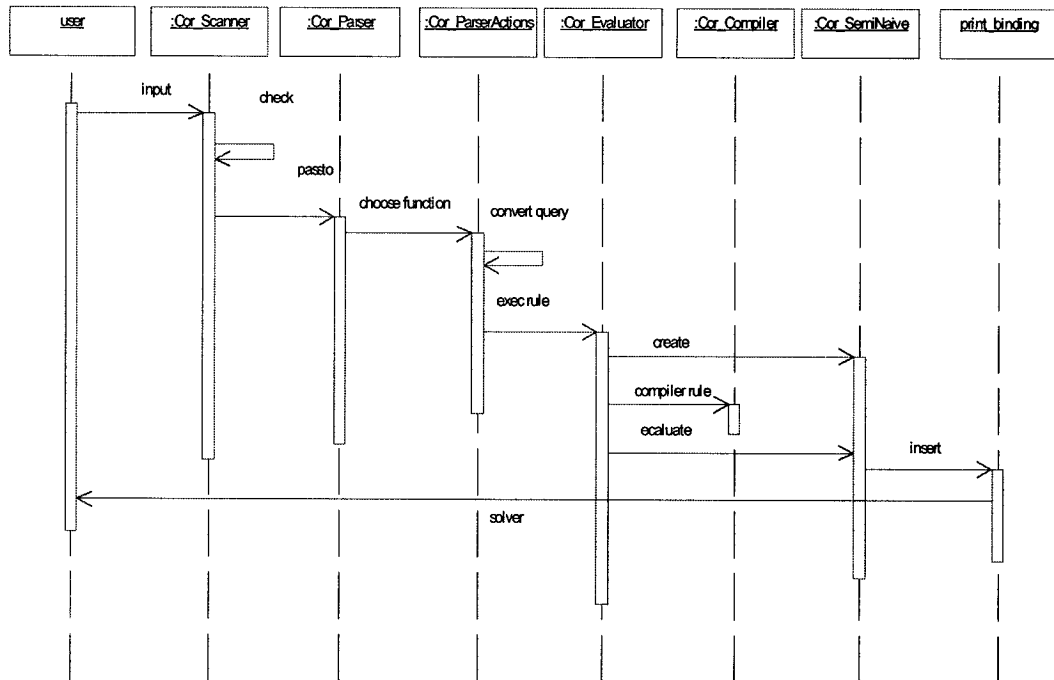 user
:Cor_Scanner
:Cor_Parser
:Cor_ParserActions
:Cor_Evaluator
:Cor_Compiler
:Cor_SemiNaive
print_binding
input
check
passto
choose function
convert query
exec rule
create
compiler rule
ecaluate
insert
solver